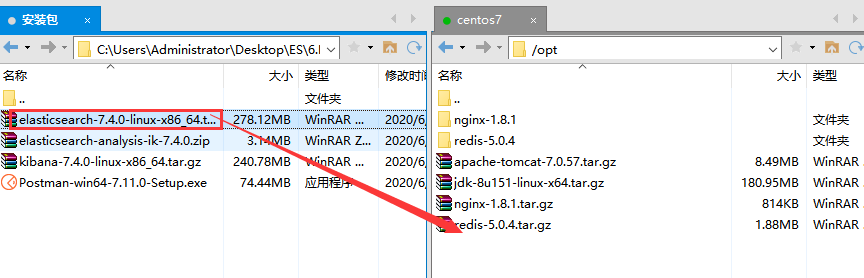 安装包 × centos7 ×
C:\Users\Administrator\Desktop\ES\6. /opt
名称 大小 类型 修改时间 名称 大小 类型
.. 文件夹 ..
elasticsearch-7.4.0-linux-x86_64.t... 278.12MB WinRAR ... 2020/6, nginx-1.8.1 文件夹
elasticsearch-analysis-ik-7.4.0.zip 3.14MB WinRAR Z... 2020/6, redis-5.0.4 文件夹
kibana-7.4.0-linux-x86_64.tar.gz 240.78MB WinRAR ... 2020/6, apache-tomcat-7.0.57.tar.gz 8.49MB WinRAR
Postman-win64-7.11.0-Setup.exe 74.44MB 应用程序 2020/6, jdk-8u151-linux-x64.tar.gz 180.95MB WinRAR
nginx-1.8.1.tar.gz 814KB WinRAR
redis-5.0.4.tar.gz 1.88MB WinRAR